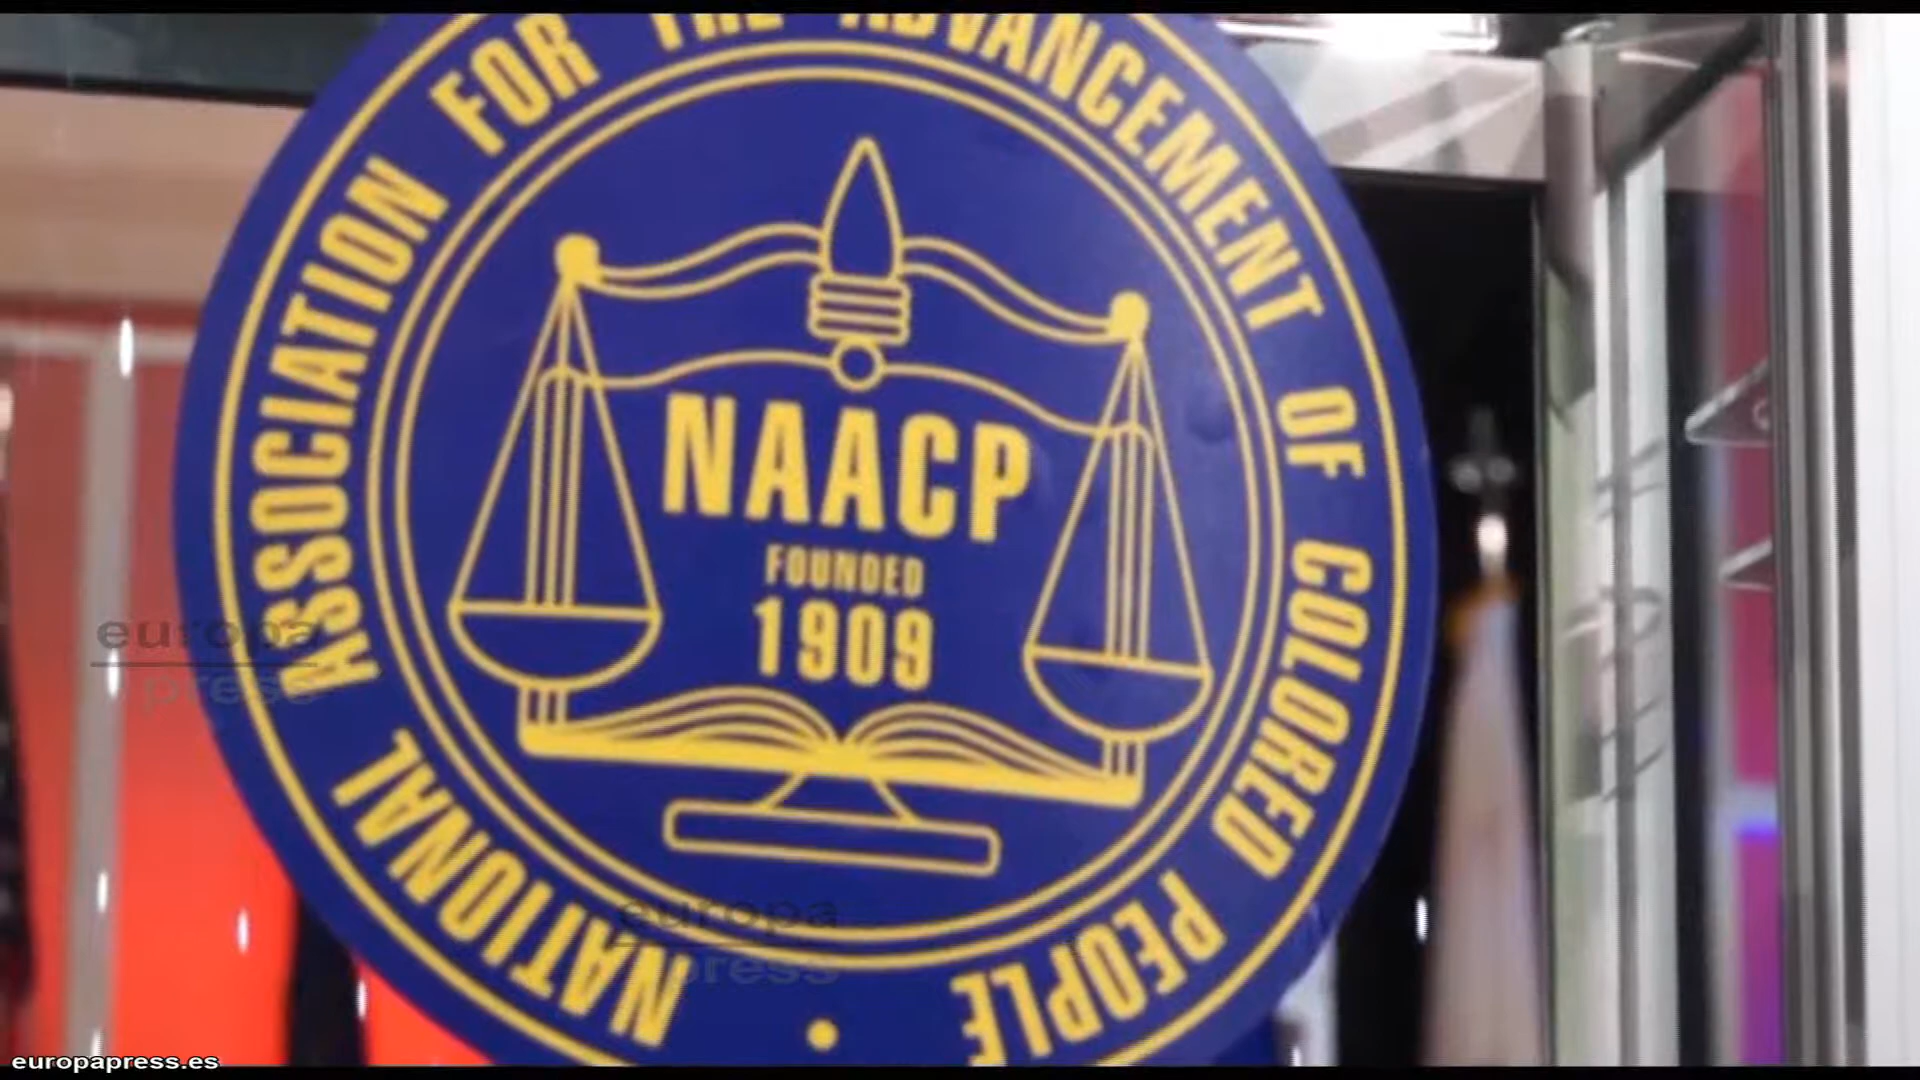 NATIONAL ASSOCIATION FOR THE ADVANCEMENT OF COLORED PEOPLE
NAACP
FOUNDED
1909
europa
press
europa
press
europapress.es